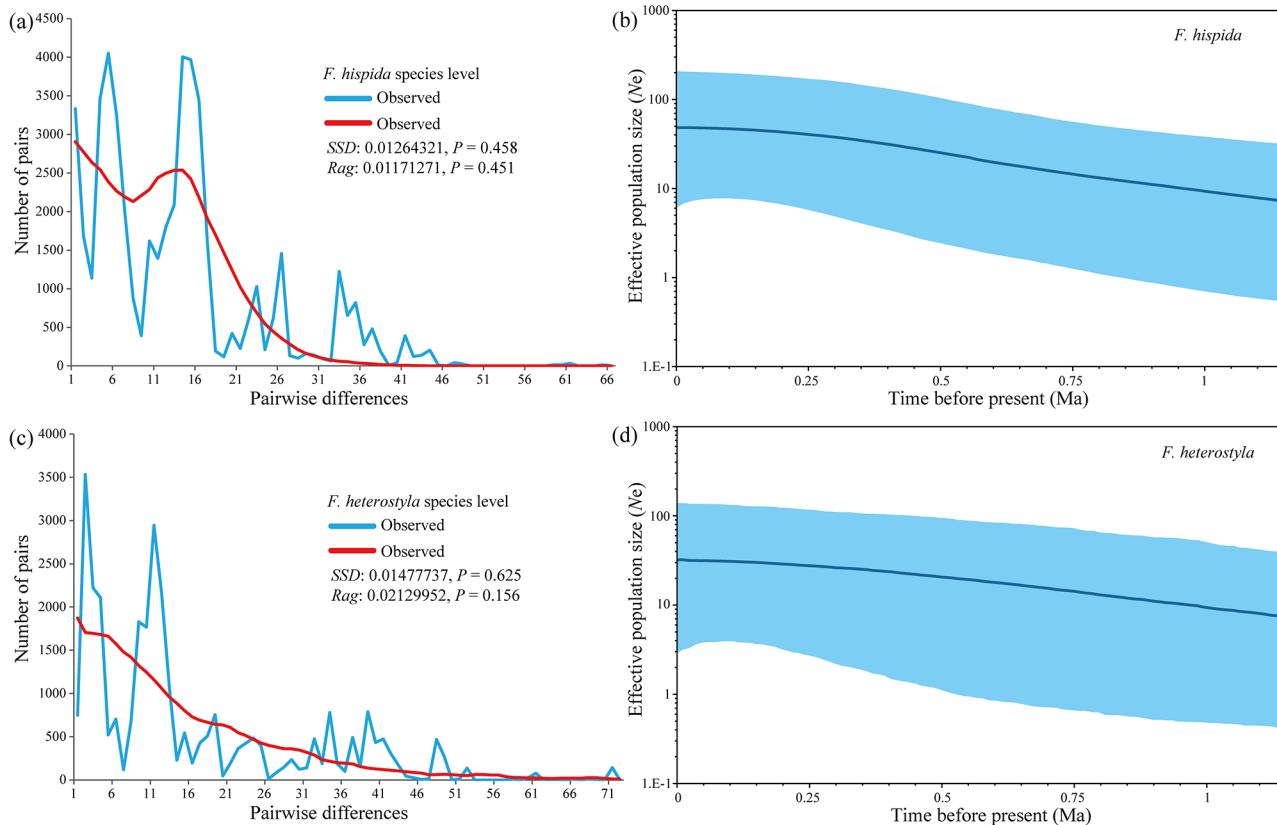 (a)
4500
4000
3500
3000
2500
2000
1500
1000
500
0
Number of pairs
F. hispida species level
Observed
Observed
SSD: 0.01264321, P = 0.458
Rag: 0.01171271, P = 0.451
1 6 11 16 21 26 31 36 41 46 51 56 61 66
Pairwise differences
(b)
1000
100
10
1
1.E-1
Effective population size (Ne)
F. hispida
0 0.25 0.5 0.75 1
Time before present (Ma)
(c)
4000
3500
3000
2500
2000
1500
1000
500
0
Number of pairs
F. heterostyla species level
Observed
Observed
SSD: 0.01477737, P = 0.625
Rag: 0.02129952, P = 0.156
1 6 11 16 21 26 31 36 41 46 51 56 61 66 71
Pairwise differences
(d)
1000
100
10
1
1.E-1
Effective population size (Ne)
F. heterostyla
0 0.25 0.5 0.75 1
Time before present (Ma)